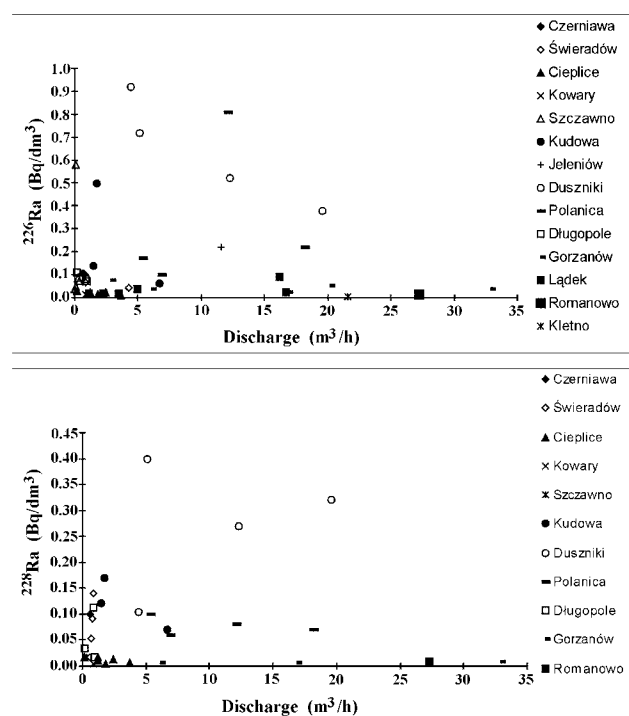 Czerniawa
Świeradów
Cieplice
Kowary
Szczawno
Kudowa
Jeleniów
Duszniki
Polanica
Długopole
Gorzanów
Lądek
Romanowo
Kletno
226Ra (Bq/dm3)
1.0
0.9
0.8
0.7
0.6
0.5
0.4
0.3
0.2
0.1
0.0
0 5 10 15 20 25 30 35
Discharge (m3/h)
Czerniawa
Świeradów
Cieplice
Kowary
Szczawno
Kudowa
Duszniki
Polanica
Długopole
Gorzanów
Romanowo
228Ra (Bq/dm3)
0.45
0.40
0.35
0.30
0.25
0.20
0.15
0.10
0.05
0.00
0 5 10 15 20 25 30 35
Discharge (m3/h)